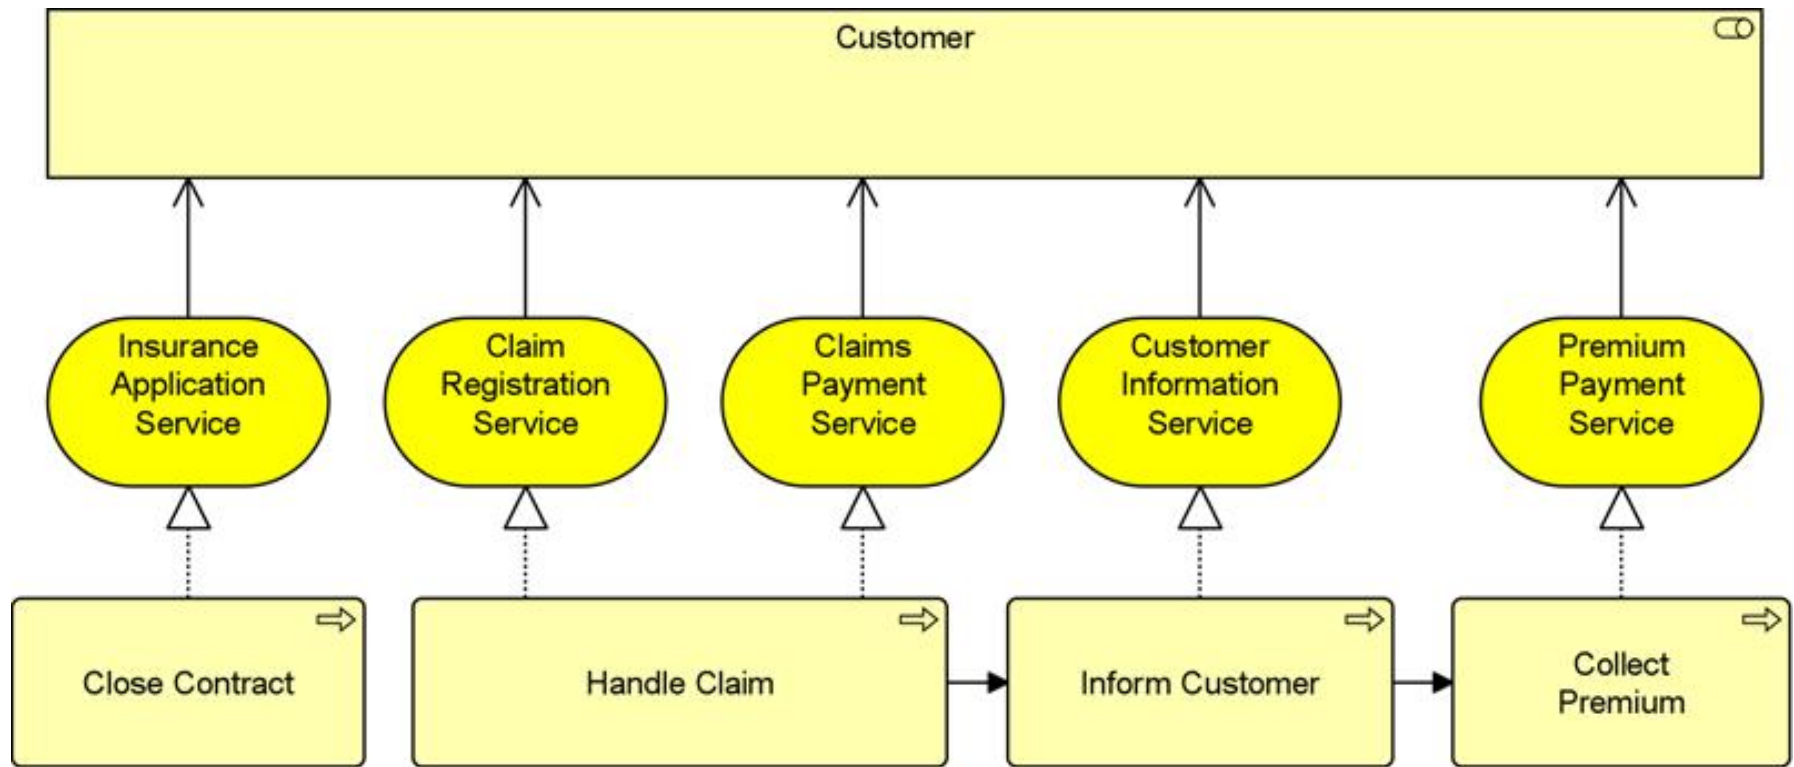 Customer
Insurance
Application
Service
Claim
Registration
Service
Claims
Payment
Service
Customer
Information
Service
Premium
Payment
Service
Close Contract
Handle Claim
Inform Customer
Collect
Premium